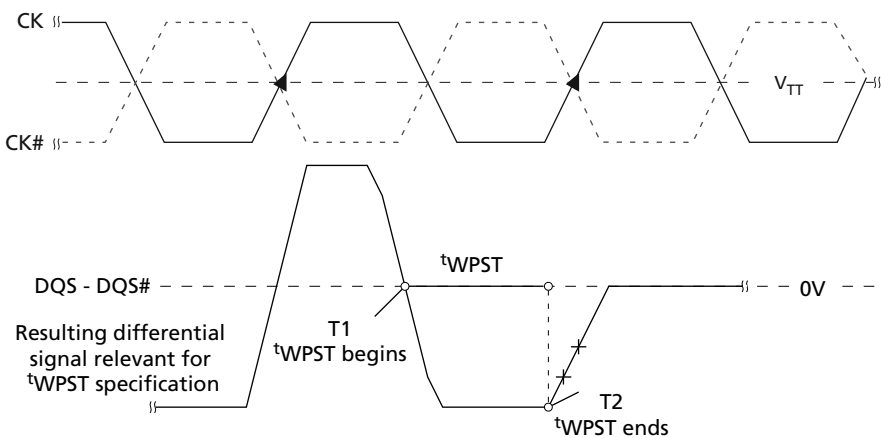 CK
V_TT
CK#
tWPST
DQS - DQS#
0V
Resulting differential
signal relevant for
tWPST specification
T1
tWPST begins
T2
tWPST ends